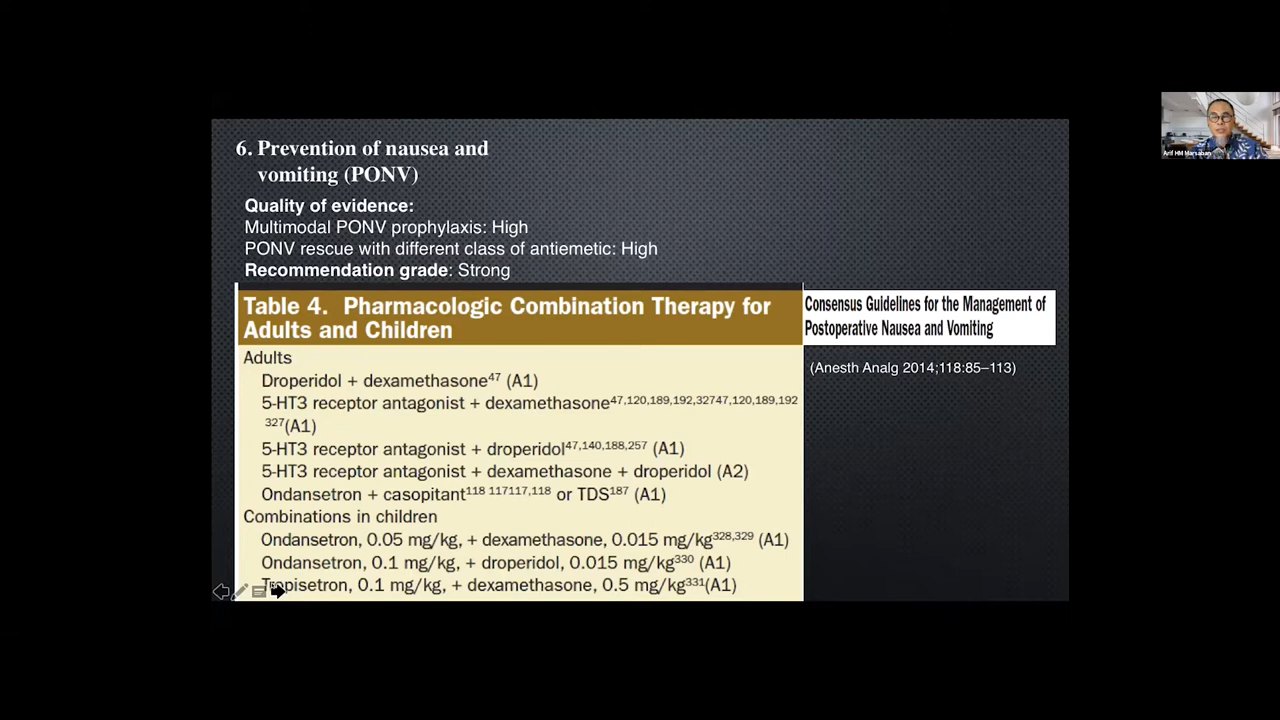 6. Prevention of nausea and
vomiting (PONV)
Quality of evidence:
Multimodal PONV prophylaxis: High
PONV rescue with different class of antiemetic: High
Recommendation grade: Strong
Table 4. Pharmacologic Combination Therapy for
Adults and Children
Adults
Droperidol + dexamethasone47 (A1)
5-HT3 receptor antagonist + dexamethasone47,120,189,192,32747,120,189,192
327(A1)
5-HT3 receptor antagonist + droperidol47,140,188,257 (A1)
5-HT3 receptor antagonist + dexamethasone + droperidol (A2)
Ondansetron + casopitant118 117117,118 or TDS187 (A1)
Combinations in children
Ondansetron, 0.05 mg/kg, + dexamethasone, 0.015 mg/kg328,329 (A1)
Ondansetron, 0.1 mg/kg, + droperidol, 0.015 mg/kg330 (A1)
Tropisetron, 0.1 mg/kg, + dexamethasone, 0.5 mg/kg331(A1)
Consensus Guidelines for the Management of
Postoperative Nausea and Vomiting
(Anesth Analg 2014;118:85–113)
Arif HM Marsaban